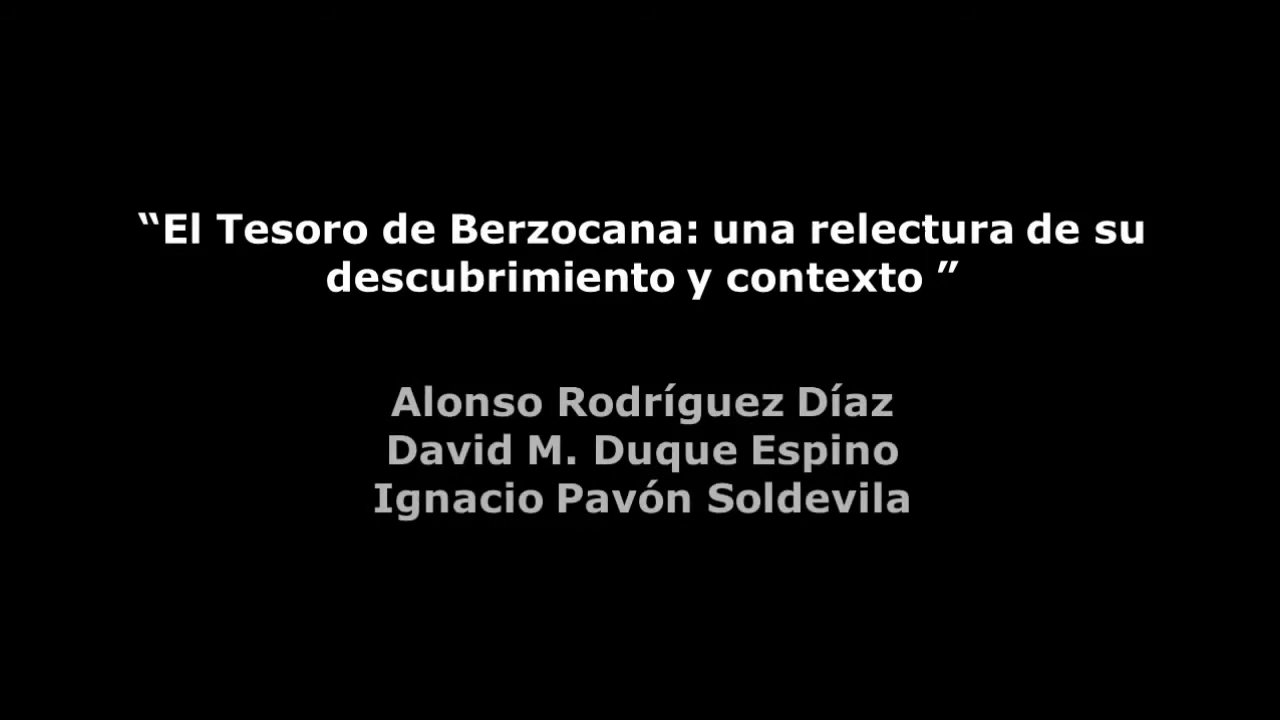 “El Tesoro de Berzocana: una relectura de su
descubrimiento y contexto ”
Alonso Rodríguez Díaz
David M. Duque Espino
Ignacio Pavón Soldevila